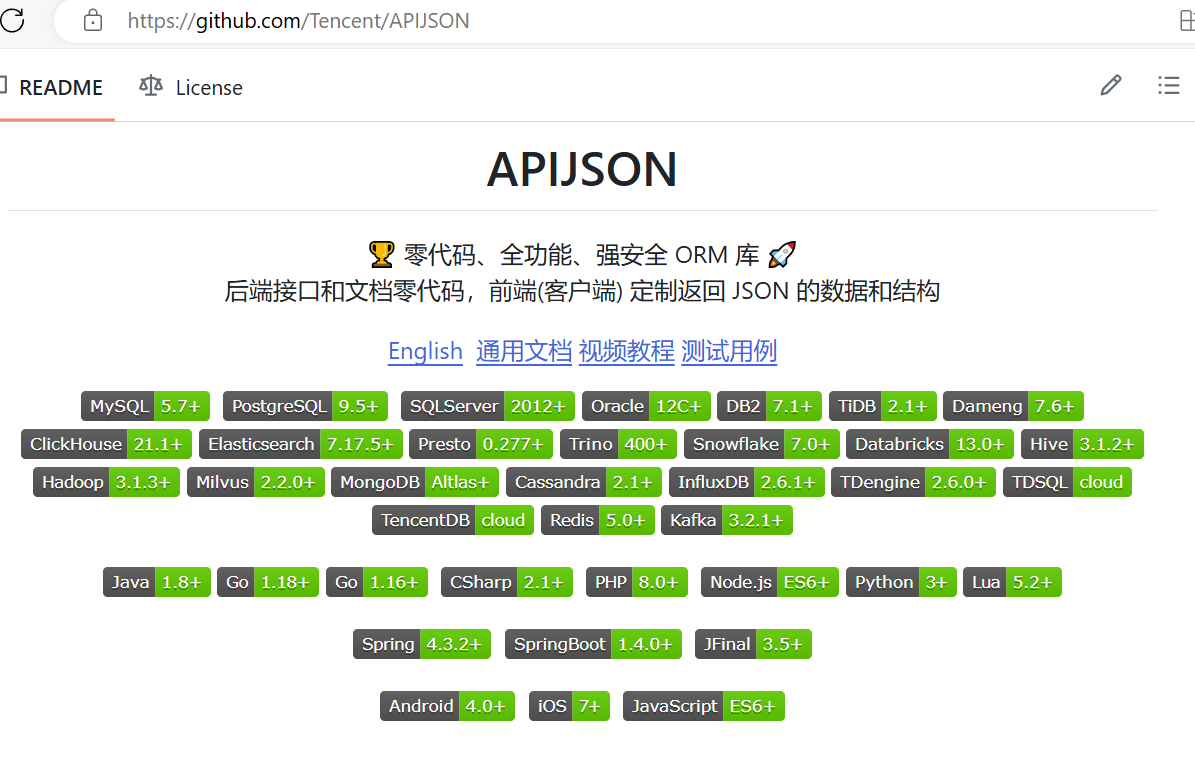 https://github.com/Tencent/APIJSON
README License
APIJSON
🏆 零代码、全功能、强安全 ORM 库 🚀
后端接口和文档零代码，前端(客户端) 定制返回 JSON 的数据和结构
English 通用文档 视频教程 测试用例
MySQL 5.7+ PostgreSQL 9.5+ SQLServer 2012+ Oracle 12C+ DB2 7.1+ TiDB 2.1+ Dameng 7.6+
ClickHouse 21.1+ Elasticsearch 7.17.5+ Presto 0.277+ Trino 400+ Snowflake 7.0+ Databricks 13.0+ Hive 3.1.2+
Hadoop 3.1.3+ Milvus 2.2.0+ MongoDB Altlas+ Cassandra 2.1+ InfluxDB 2.6.1+ TDengine 2.6.0+ TDSQL cloud
TencentDB cloud Redis 5.0+ Kafka 3.2.1+
Java 1.8+ Go 1.18+ Go 1.16+ CSharp 2.1+ PHP 8.0+ Node.js ES6+ Python 3+ Lua 5.2+
Spring 4.3.2+ SpringBoot 1.4.0+ JFinal 3.5+
Android 4.0+ iOS 7+ JavaScript ES6+